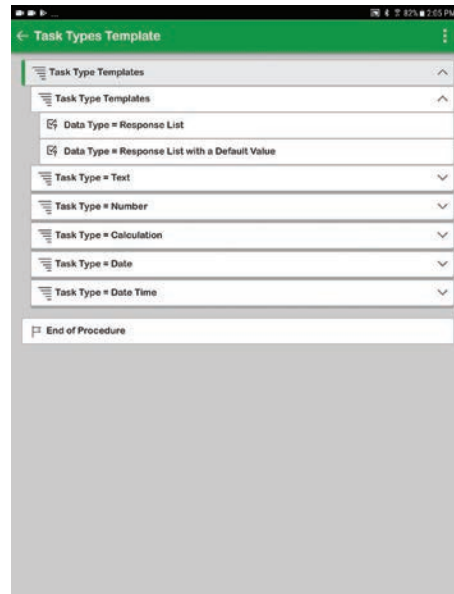 82% 2:05 PM
Task Types Template
Task Type Templates
Task Type Templates
Data Type = Response List
Data Type = Response List with a Default Value
Task Type = Text
Task Type = Number
Task Type = Calculation
Task Type = Date
Task Type = Date Time
End of Procedure